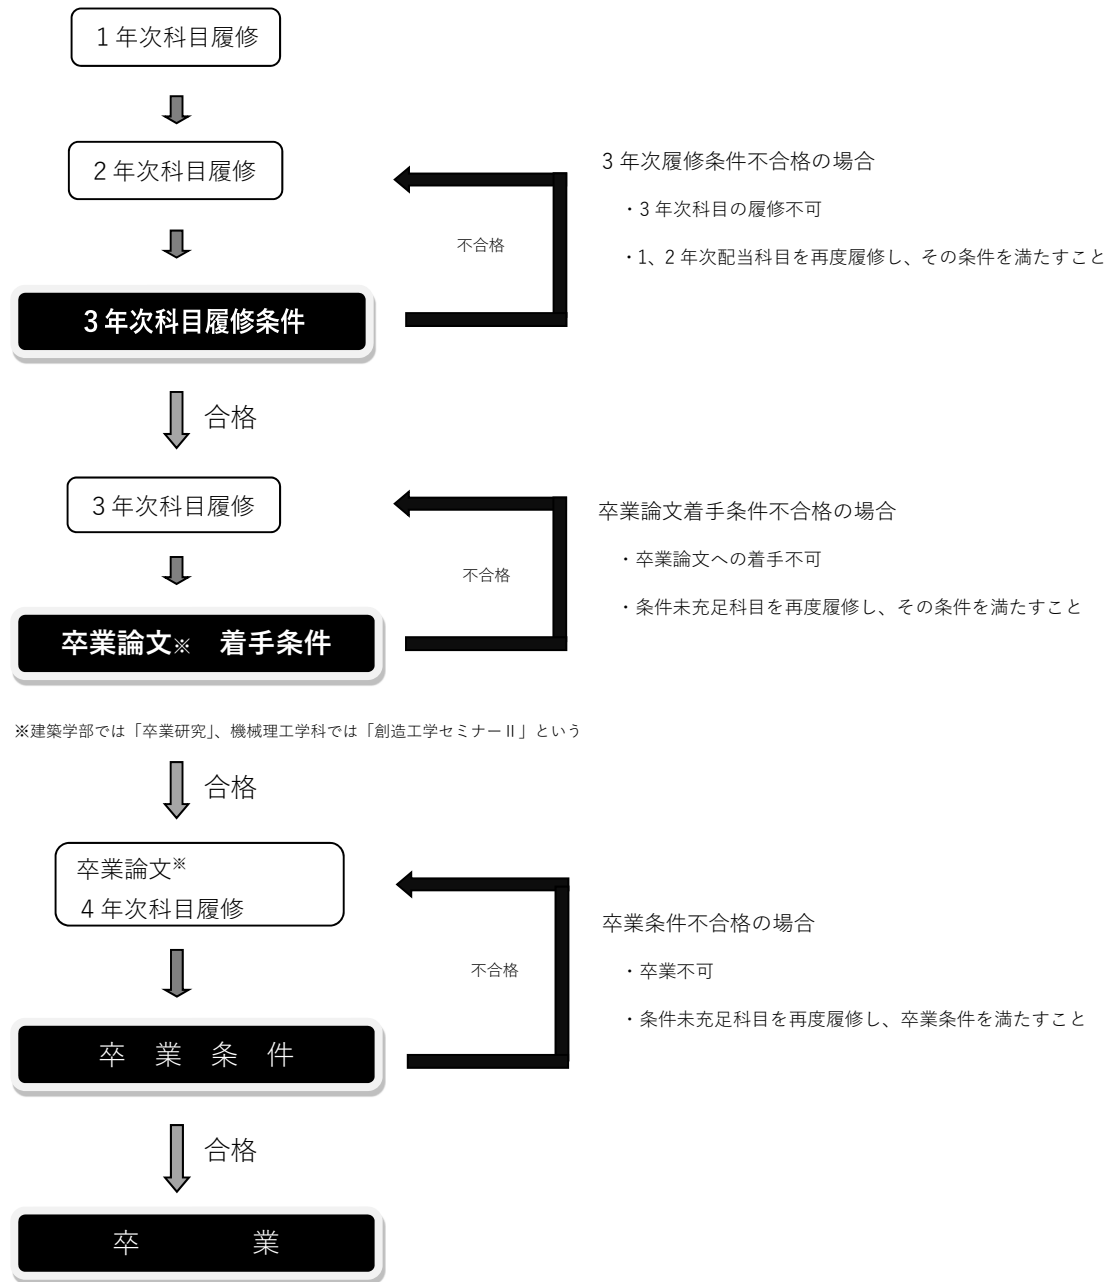 1年次科目履修
2年次科目履修
3年次履修条件不合格の場合
・3年次科目の履修不可
不合格
・1、2年次配当科目を再度履修し、その条件を満たすこと
3年次科目履修条件
合格
3年次科目履修
卒業論文着手条件不合格の場合
・卒業論文への着手不可
不合格
・条件未充足科目を再度履修し、その条件を満たすこと
卒業論文※　着手条件
※建築学部では「卒業研究」、機械理工学科では「創造工学セミナーⅡ」という
合格
卒業論文※
4年次科目履修
卒業条件不合格の場合
・卒業不可
不合格
・条件未充足科目を再度履修し、卒業条件を満たすこと
卒　業　条　件
合格
卒　　　　業